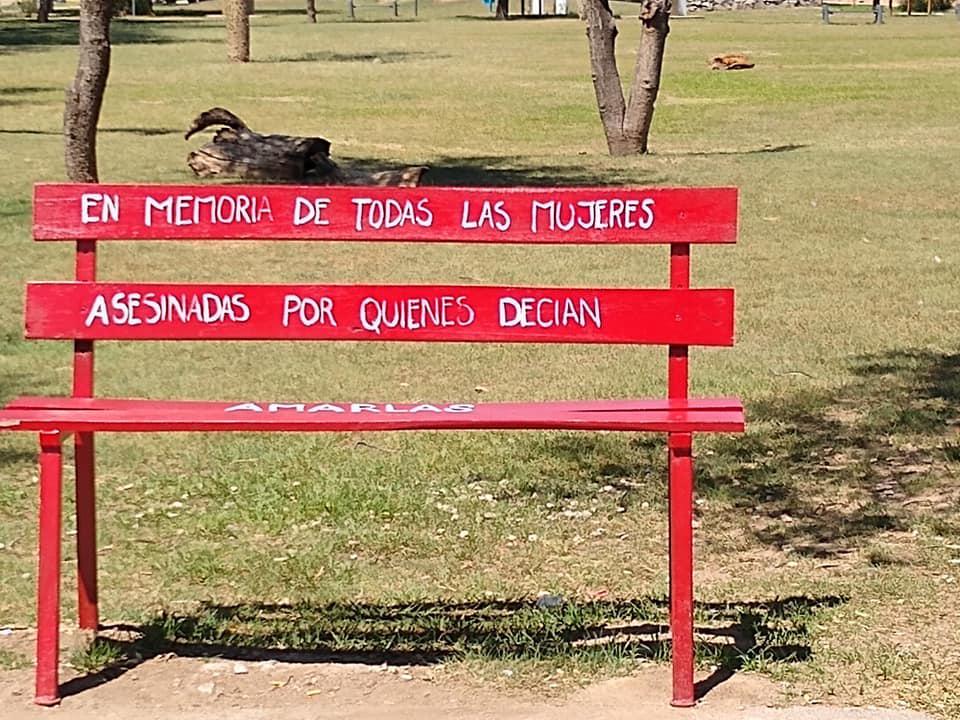 EN MEMORIA DE TODAS LAS MUJERES
ASESINADAS POR QUIENES DECIAN
AMARLAS